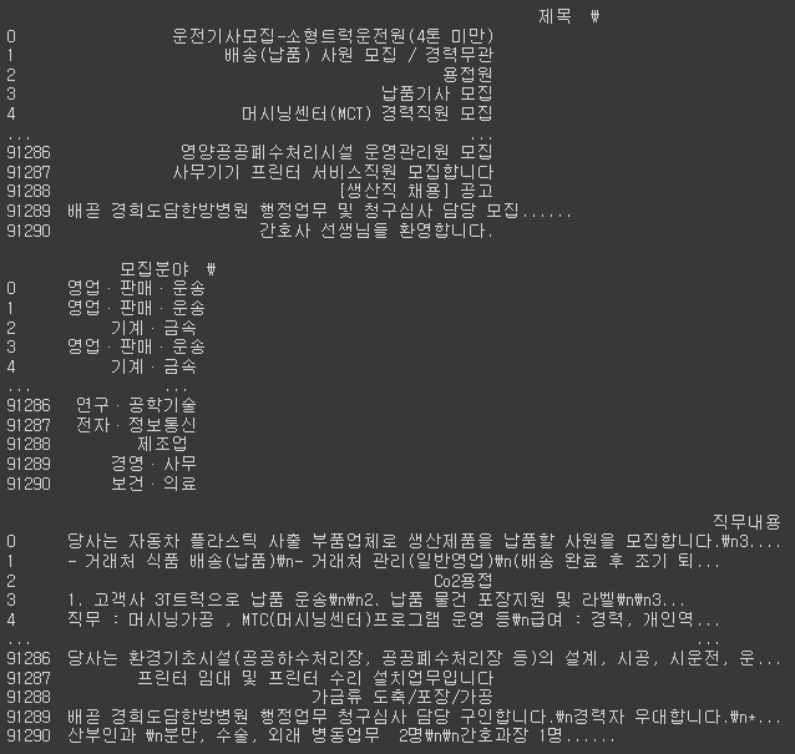 제목  ₩
0 운전기사모집-소형트럭운전원(4톤 미만)
1 배송(납품) 사원 모집 / 경력무관
2 용접원
3 납품기사 모집
4 머시닝센터(MCT) 경력직원 모집
... ...
91286 영양공공폐수처리시설 운영관리원 모집
91287 사무기기 프린터 서비스직원 모집합니다
91288 [생산직 채용] 공고
91289 배곧 경희도담한방병원 행정업무 및 청구심사 담당 모집......
91290 간호사 선생님들 환영합니다.
모집분야  ₩
0 영업·판매·운송
1 영업·판매·운송
2 기계·금속
3 영업·판매·운송
4 기계·금속
... ...
91286 연구·공학기술
91287 전자·정보통신
91288 제조업
91289 경영·사무
91290 보건·의료
직무내용
0 당사는 자동차 플라스틱 사출 부품업체로 생산제품을 납품할 사원을 모집합니다.₩n3....
1 - 거래처 식품 배송(납품)₩n- 거래처 관리(일반영업)₩n(배송 완료 후 조기 퇴...
2 Co2용접
3 1. 고객사 3T트럭으로 납품 운송₩n₩n2. 납품 물건 포장지원 및 라벨₩n₩n3...
4 직무 : 머시닝가공 , MTC(머시닝센터)프로그램 운영 등₩n급여 : 경력, 개인역...
... ...
91286 당사는 환경기초시설(공공하수처리장, 공공폐수처리장 등)의 설계, 시공, 시운전, 운...
91287 프린터 임대 및 프린터 수리 설치업무입니다
91288 가금류 도축/포장/가공
91289 배곧 경희도담한방병원 행정업무 청구심사 담당 구인합니다.₩n경력자 우대합니다.₩n*...
91290 산부인과 ₩n분만, 수술, 외래 병동업무  2명₩n₩n간호과장 1명......